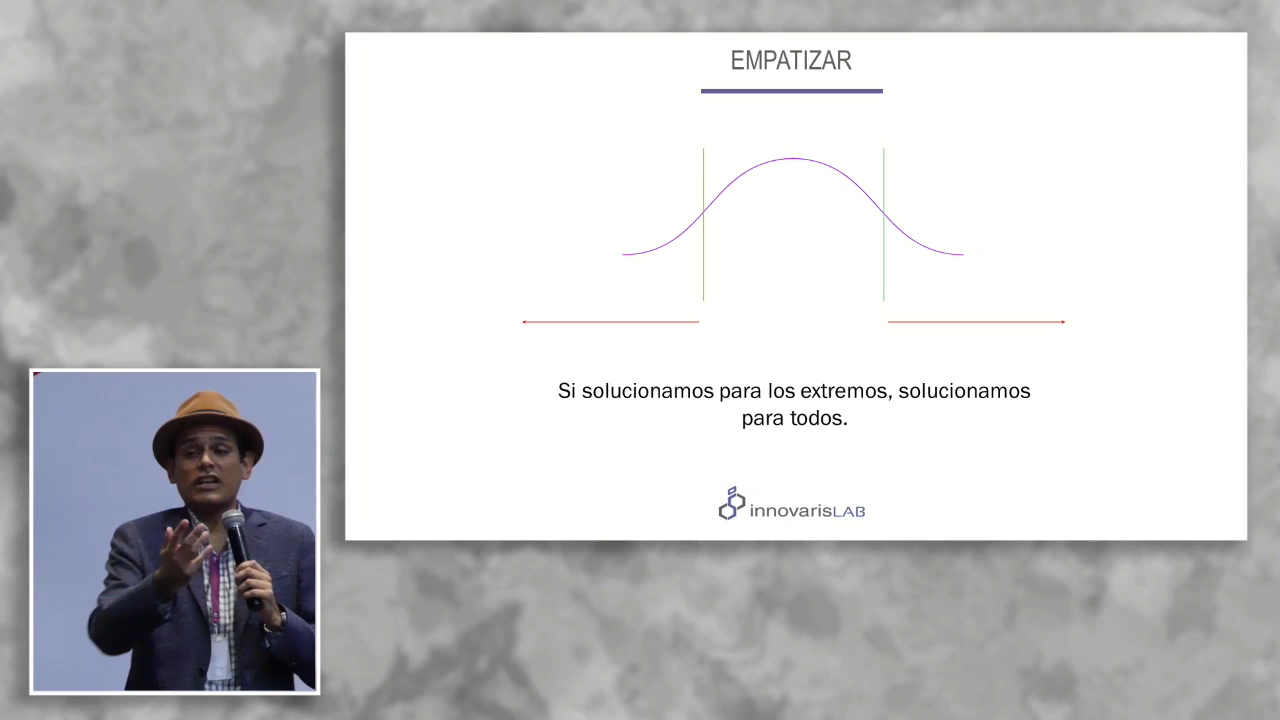 EMPATIZAR
Si solucionamos para los extremos, solucionamos
para todos.
innovarisLAB